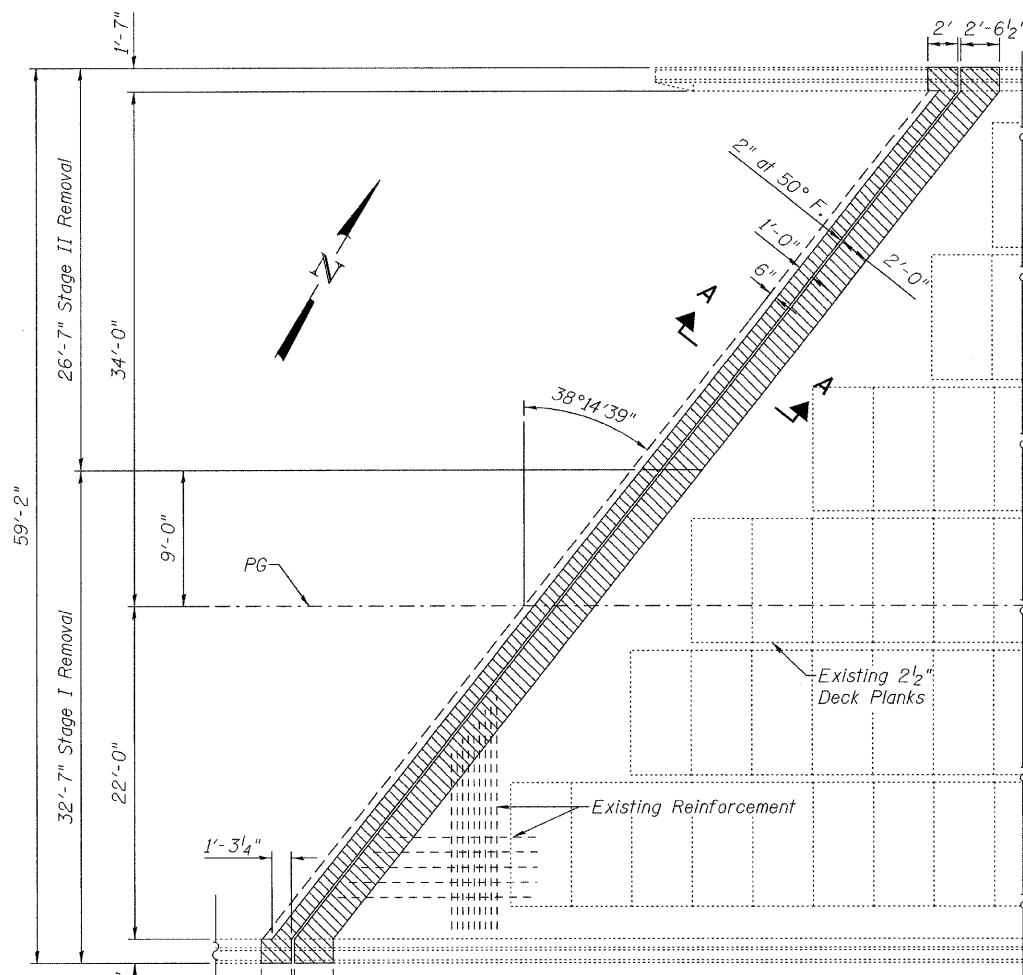 1'-7"
2'
2'-6½"
59'-2"
26'-7" Stage II Removal
34'-0"
N
2" at 50° F.
1'-0"
6"
2'-0"
A
A
38°14'39"
9'-0"
PG
32'-7" Stage I Removal
22'-0"
Existing 2½"
Deck Planks
Existing Reinforcement
1'-3¼"